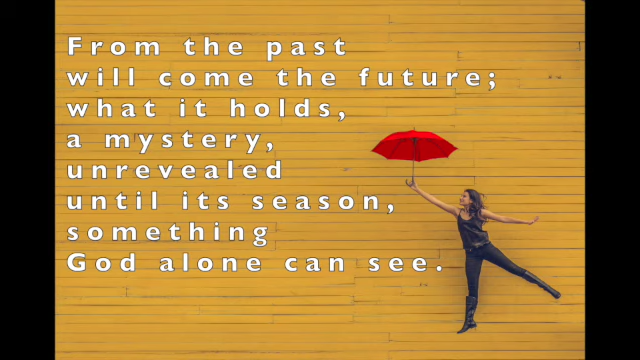 From the past
will come the future;
what it holds,
a mystery,
unrevealed
until its season,
something
God alone can see.